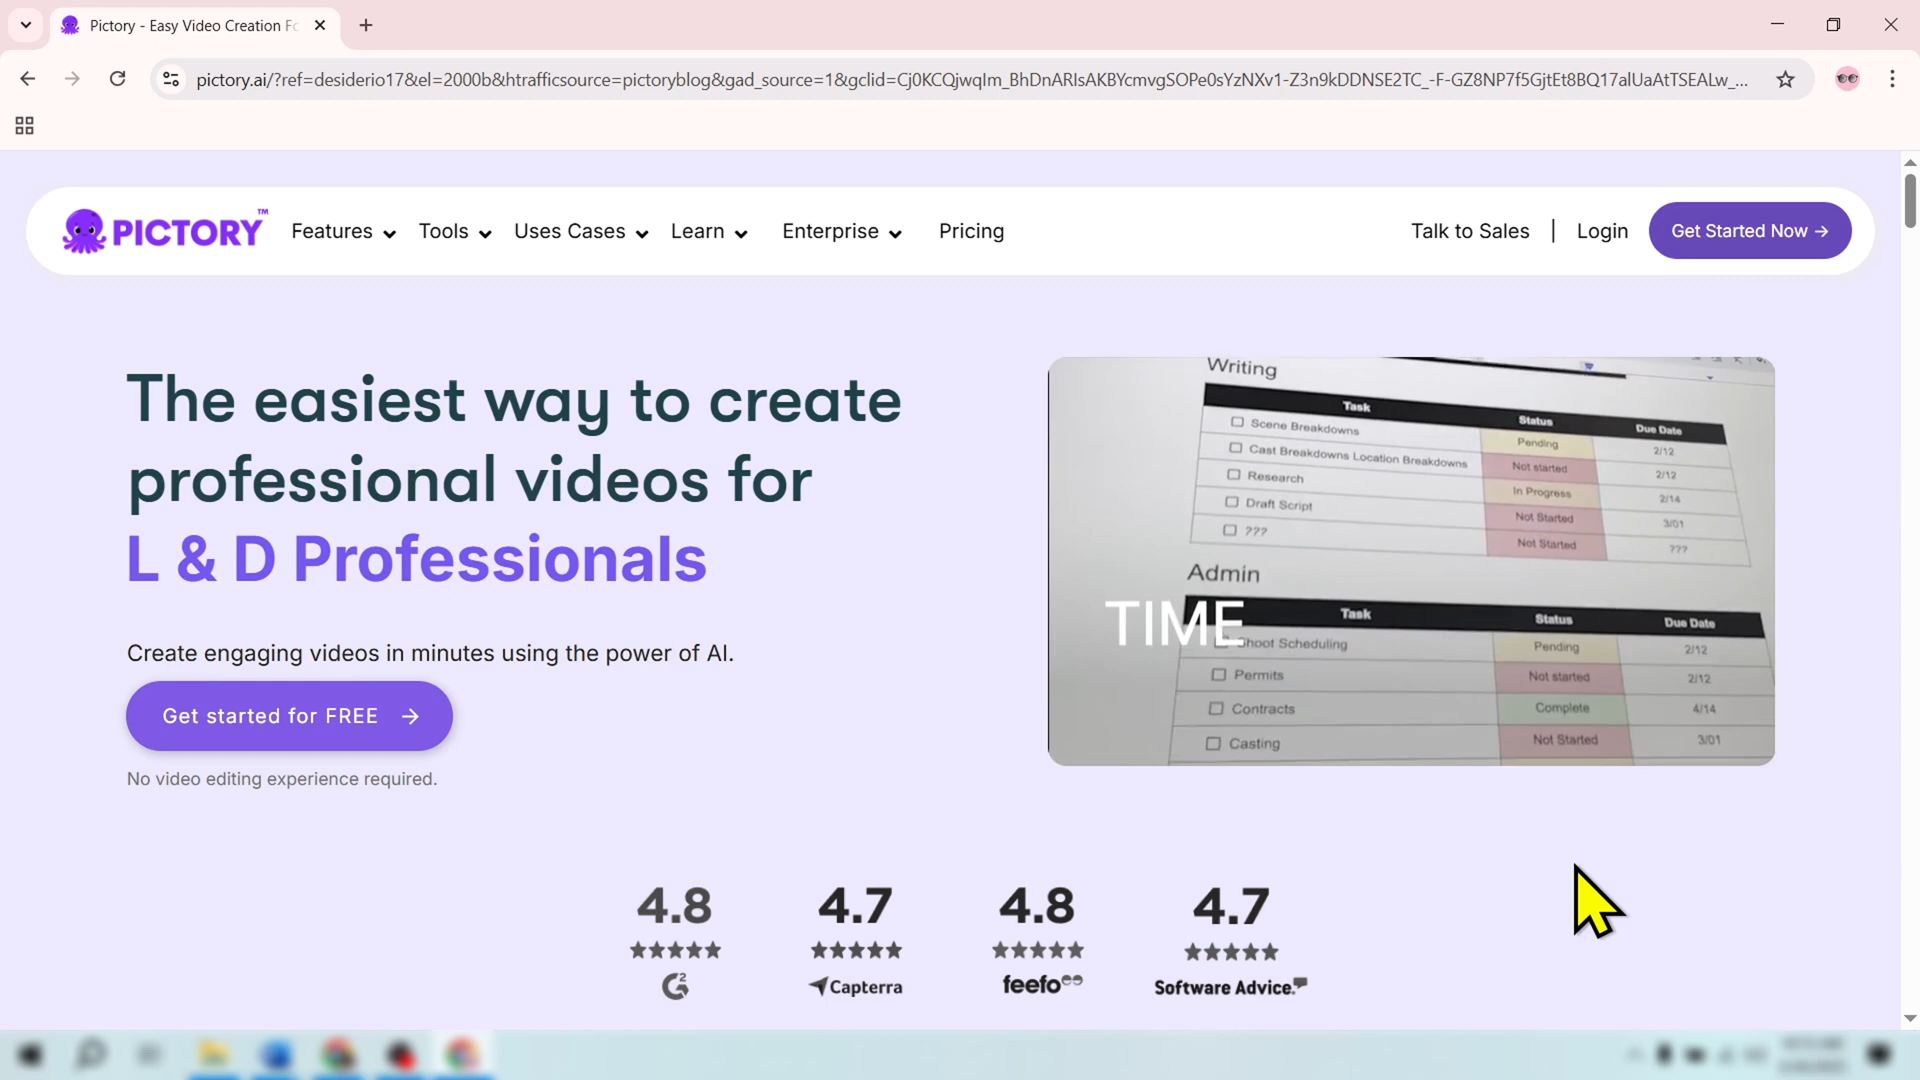 Pictory - Easy Video Creation Fo
pictory.ai/?ref=desiderio17&el=2000b&htrafficsource=pictoryblog&gad_source=1&gclid=Cj0KCQjwqIm_BhDnARIsAKBYcmvgSOPe0sYzNXv1-Z3n9kDDNSE2TC_-F-GZ8NP7f5GjtEt8BQ17alUaAtTSEALw_...
PICTORY™
Features
Tools
Uses Cases
Learn
Enterprise
Pricing
Talk to Sales
|
Login
Get Started Now →
The easiest way to create
professional videos for
L & D Professionals
Create engaging videos in minutes using the power of AI.
Get started for FREE →
No video editing experience required.
Writing
Task Status Due Date
Scene Breakdowns Pending 2/12
Cast Breakdowns Location Breakdowns Not started 2/12
Research In Progress 2/14
Draft Script Not Started 3/01
??? Not Started ???
Admin
TIME
Task Status Due Date
Shoot Scheduling Pending 2/12
Permits Not started 2/12
Contracts Complete 4/14
Casting Not Started 3/01
4.8 4.7 4.8 4.7
G2 Capterra feefo Software Advice.